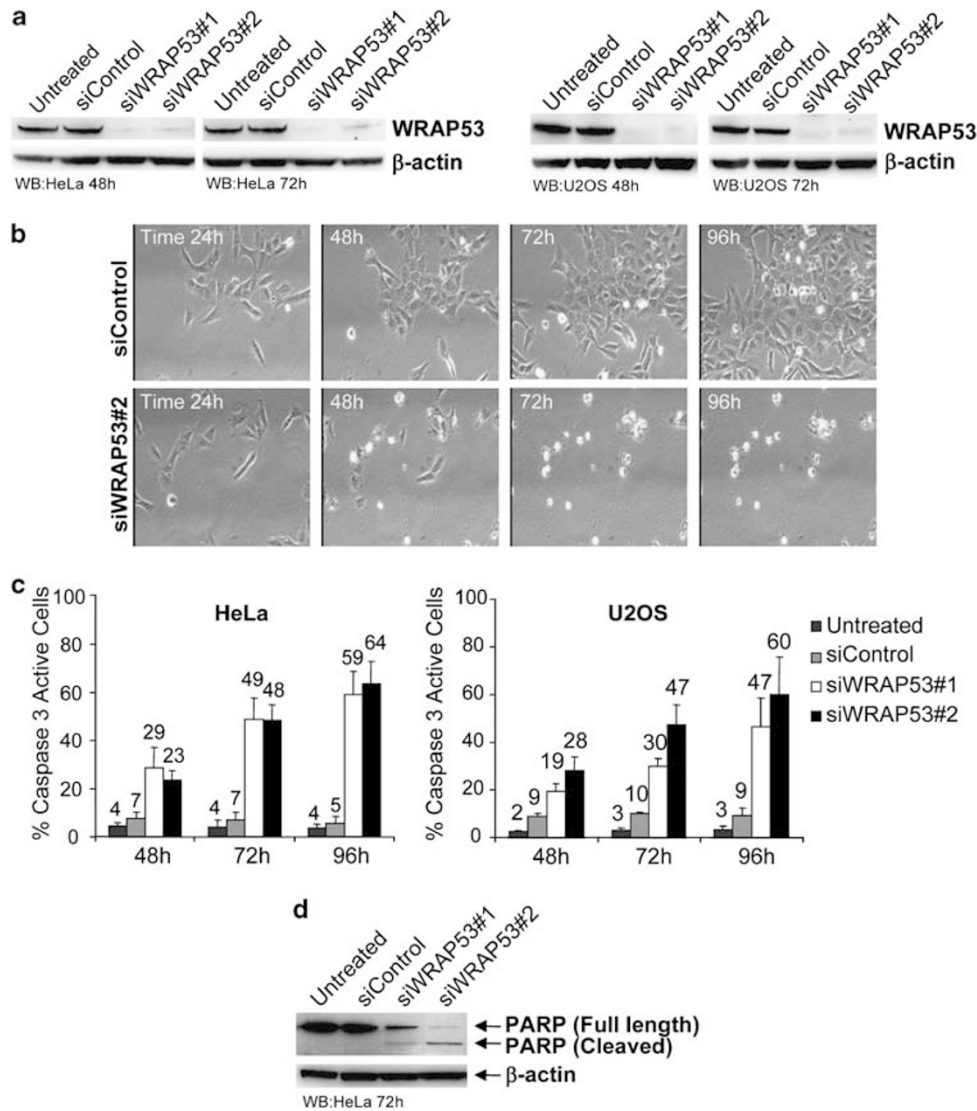 a
Untreated
siControl
siWRAP53#1
siWRAP53#2
Untreated
siControl
siWRAP53#1
siWRAP53#2
WRAP53
β-actin
WB:HeLa 48h
WB:HeLa 72h
Untreated
siControl
siWRAP53#1
siWRAP53#2
Untreated
siControl
siWRAP53#1
siWRAP53#2
WRAP53
β-actin
WB:U2OS 48h
WB:U2OS 72h
b
siControl
Time 24h
48h
72h
96h
siWRAP53#2
Time 24h
48h
72h
96h
c
% Caspase 3 Active Cells
100
80
60
40
20
0
HeLa
4 7 29 23
4 7 49 48
4 5 59 64
48h 72h 96h
% Caspase 3 Active Cells
100
80
60
40
20
0
U2OS
2 9 19 28
3 10 30 47
3 9 47 60
48h 72h 96h
Untreated
siControl
siWRAP53#1
siWRAP53#2
d
Untreated
siControl
siWRAP53#1
siWRAP53#2
PARP (Full length)
PARP (Cleaved)
β-actin
WB:HeLa 72h